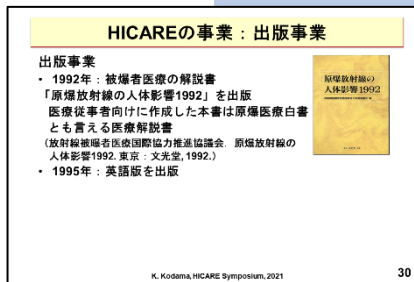 HICAREの事業：出版事業
出版事業
・ 1992年：被爆者医療の解説書
「原爆放射線の人体影響1992」を出版
医療従事者向けに作成した本書は原爆医療白書
とも言える医療解説書
（放射線被曝者医療国際協力推進協議会. 原爆放射線の
人体影響1992. 東京：文光堂, 1992.）
・ 1995年：英語版を出版
原爆放射線の
人体影響1992
K. Kodama, HICARE Symposium, 2021
30